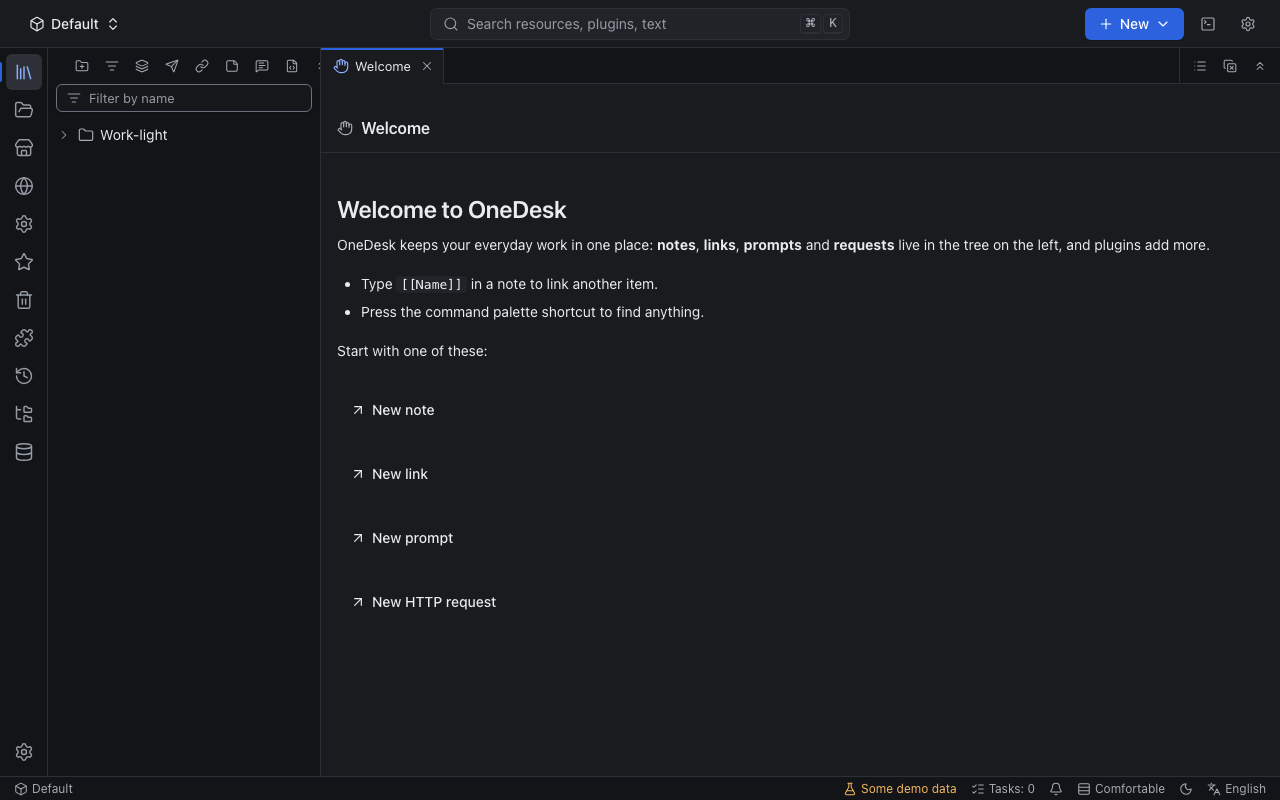 Default
Search resources, plugins, text
⌘ K
New
Welcome
Filter by name
Work-light
Welcome
Welcome to OneDesk
OneDesk keeps your everyday work in one place: notes, links, prompts and requests live in the tree on the left, and plugins add more.
Type [[Name]] in a note to link another item.
Press the command palette shortcut to find anything.
Start with one of these:
New note
New link
New prompt
New HTTP request
Default
Some demo data
Tasks: 0
Comfortable
English